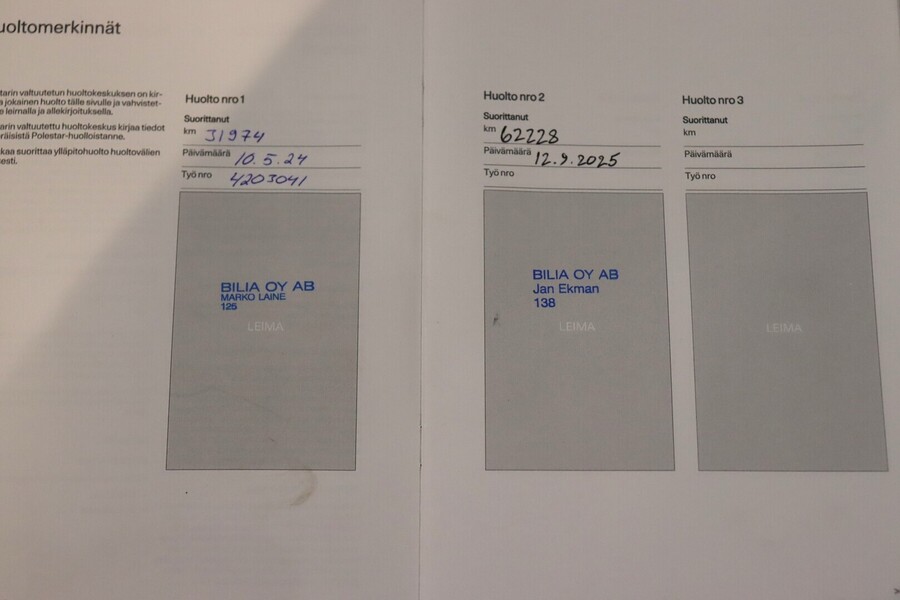 uoltomerkinnät
tarin valtuutetun huoltokeskuksen on kir-
a jokainen huolto tälle sivulle ja vahvistet-
e leimalla ja allekirjoituksella.
arin valtuutettu huoltokeskus kirjaa tiedot
räisistä Polestar-huolloistanne.
kaa suorittaa ylläpitohuolto huoltovälien
esti.
Huolto nro 1
Suorittanut
km 31974
Päivämäärä 10.5.24
Työ nro 4203041
BILIA OY AB
MARKO LAINE
125
LEIMA
Huolto nro 2
Suorittanut
km 62228
Päivämäärä 12.9.2025
Työ nro
BILIA OY AB
Jan Ekman
138
LEIMA
Huolto nro 3
Suorittanut
km
Päivämäärä
Työ nro
LEIMA